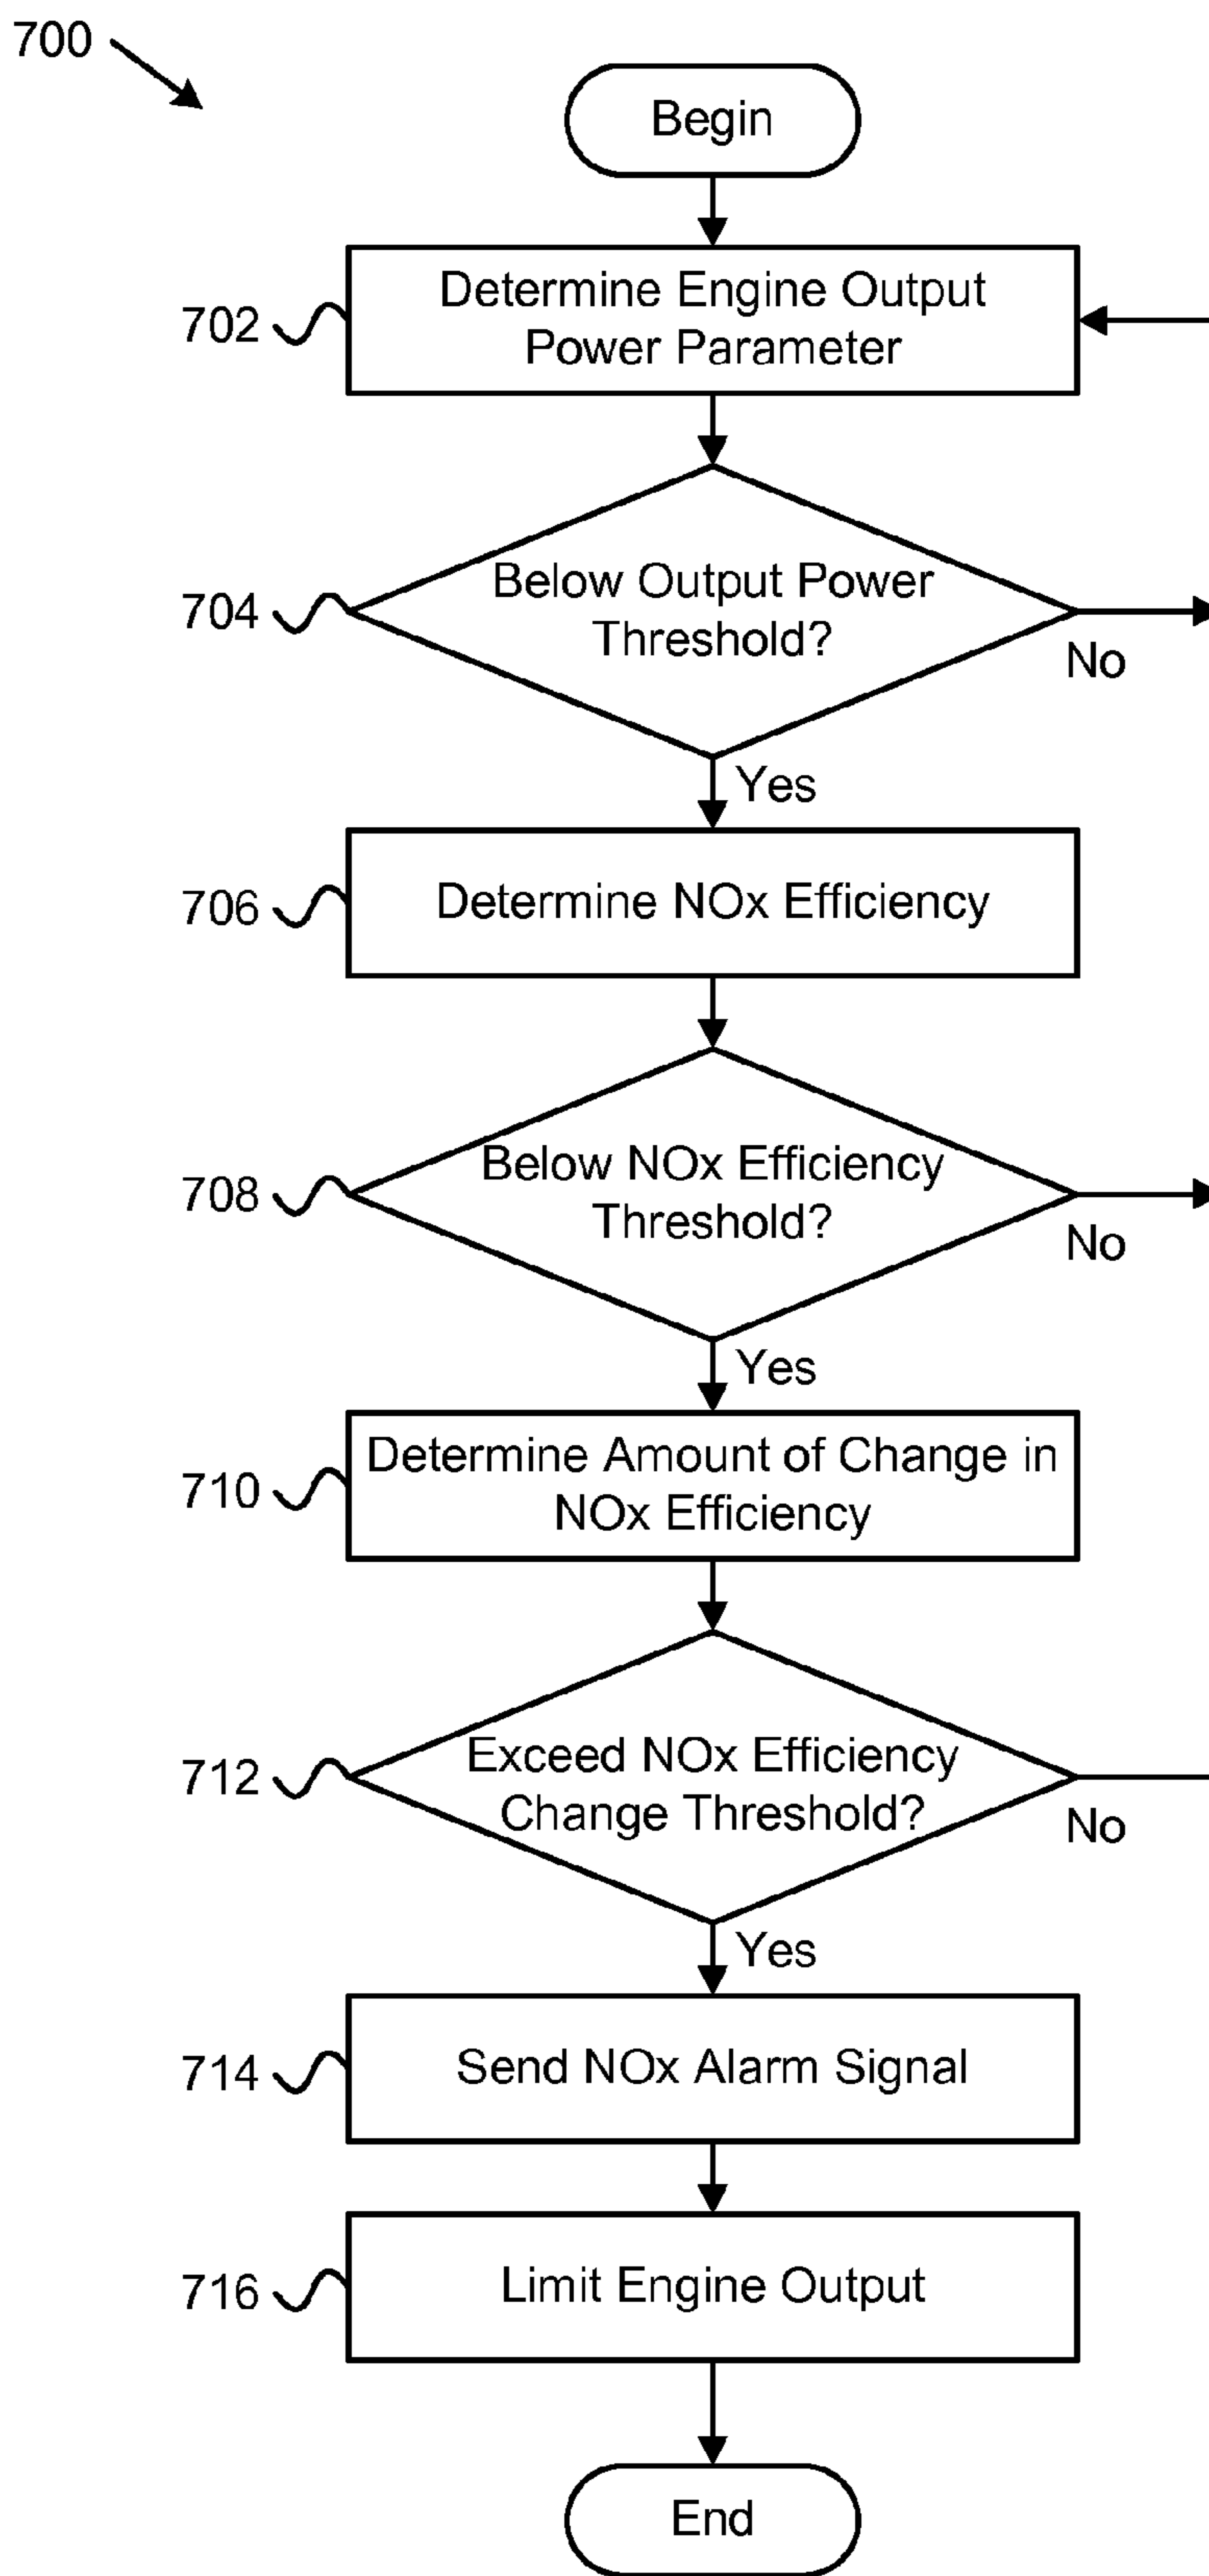 700
Begin
702
Determine Engine Output
Power Parameter
704
Below Output Power
Threshold?
No
Yes
706
Determine NOx Efficiency
708
Below NOx Efficiency
Threshold?
No
Yes
710
Determine Amount of Change in
NOx Efficiency
712
Exceed NOx Efficiency
Change Threshold?
No
Yes
714
Send NOx Alarm Signal
716
Limit Engine Output
End